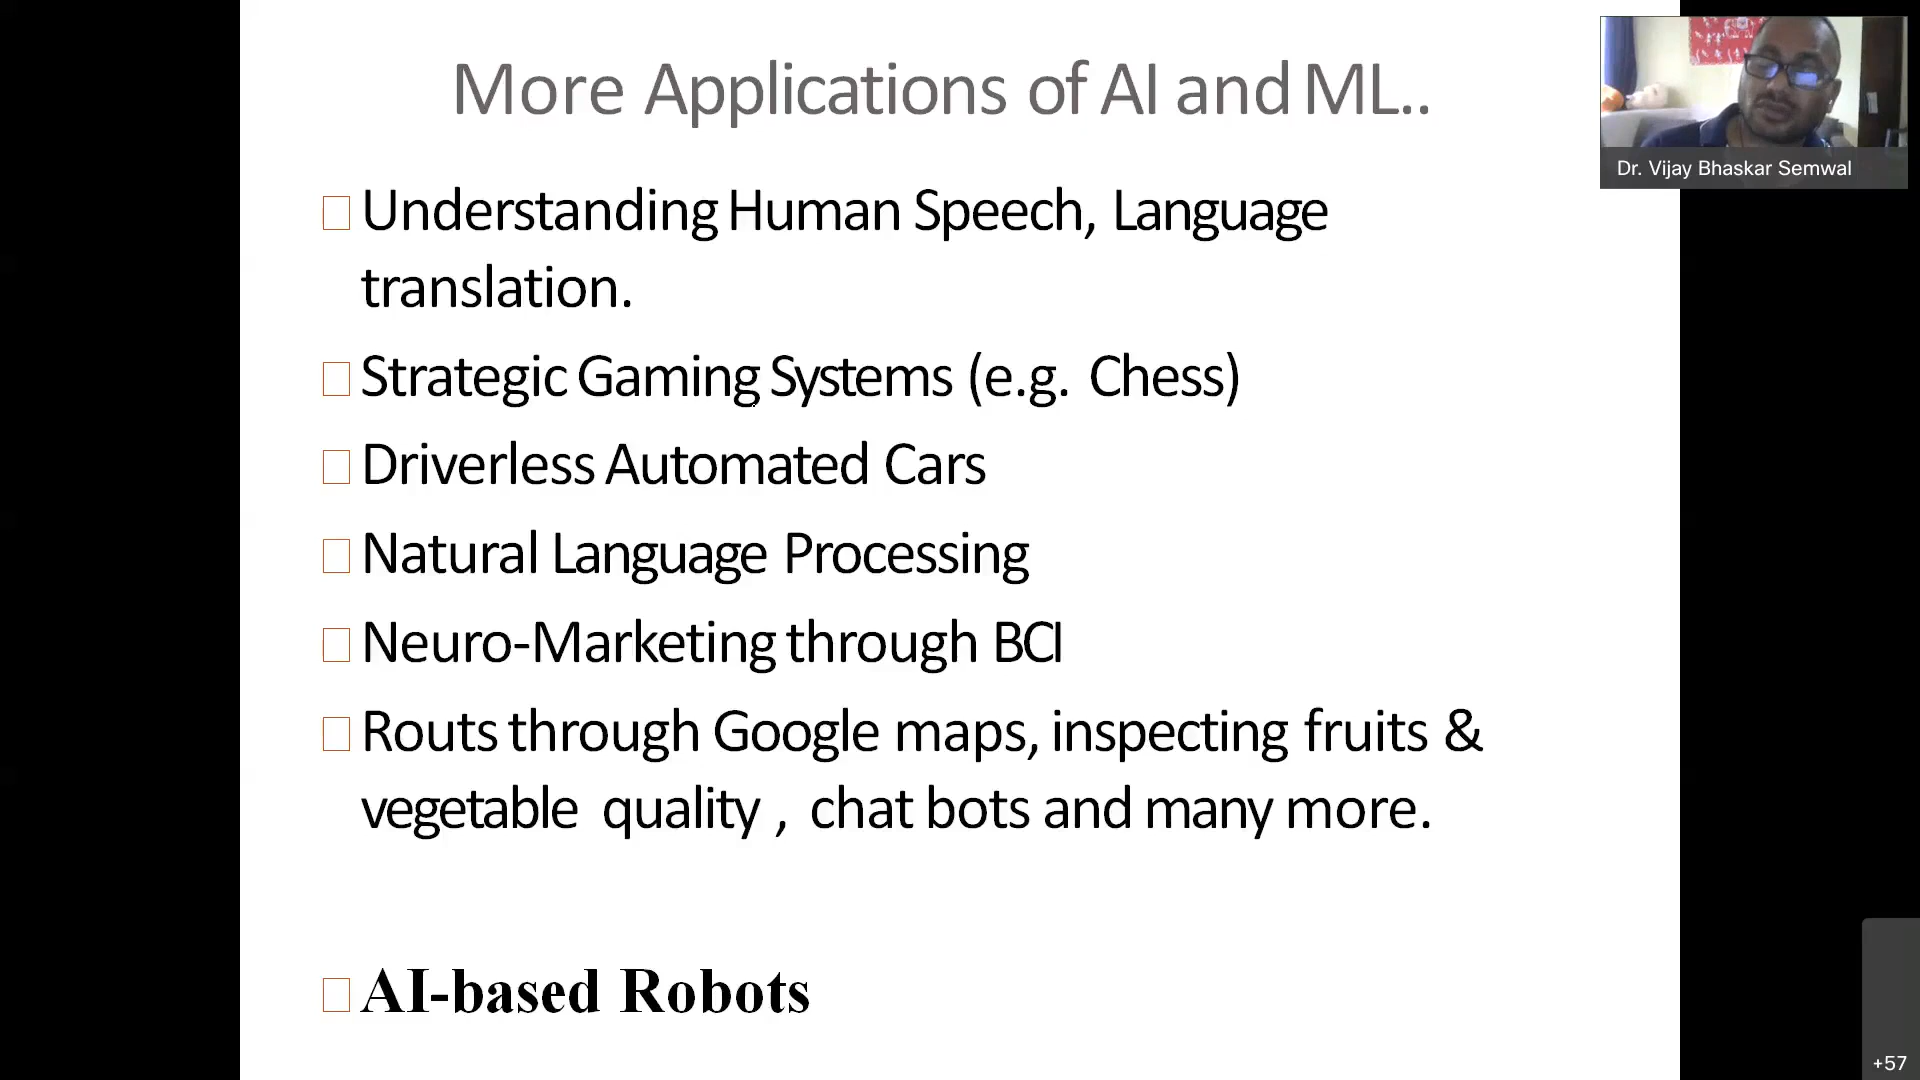 More Applications of AI and ML..
Dr. Vijay Bhaskar Semwal
Understanding Human Speech, Language
translation.
Strategic Gaming Systems (e.g. Chess)
Driverless Automated Cars
Natural Language Processing
Neuro-Marketing through BCI
Routs through Google maps, inspecting fruits &
vegetable quality , chat bots and many more.
AI-based Robots
+57